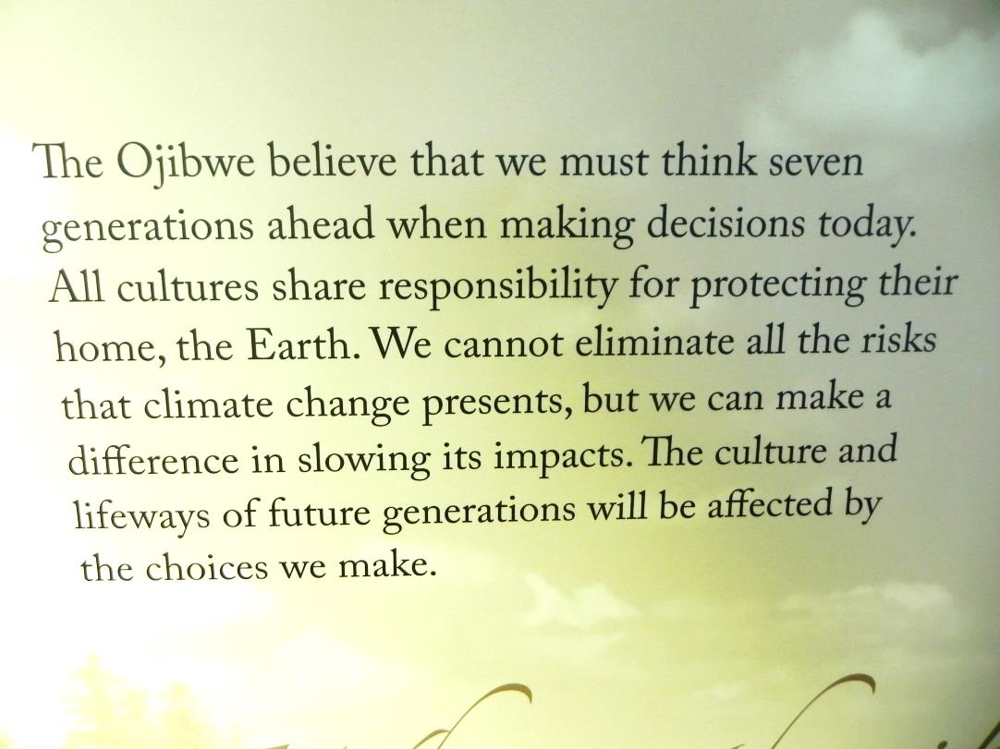 The Ojibwe believe that we must think seven
generations ahead when making decisions today.
All cultures share responsibility for protecting their
home, the Earth. We cannot eliminate all the risks
that climate change presents, but we can make a
difference in slowing its impacts. The culture and
lifeways of future generations will be affected by
the choices we make.